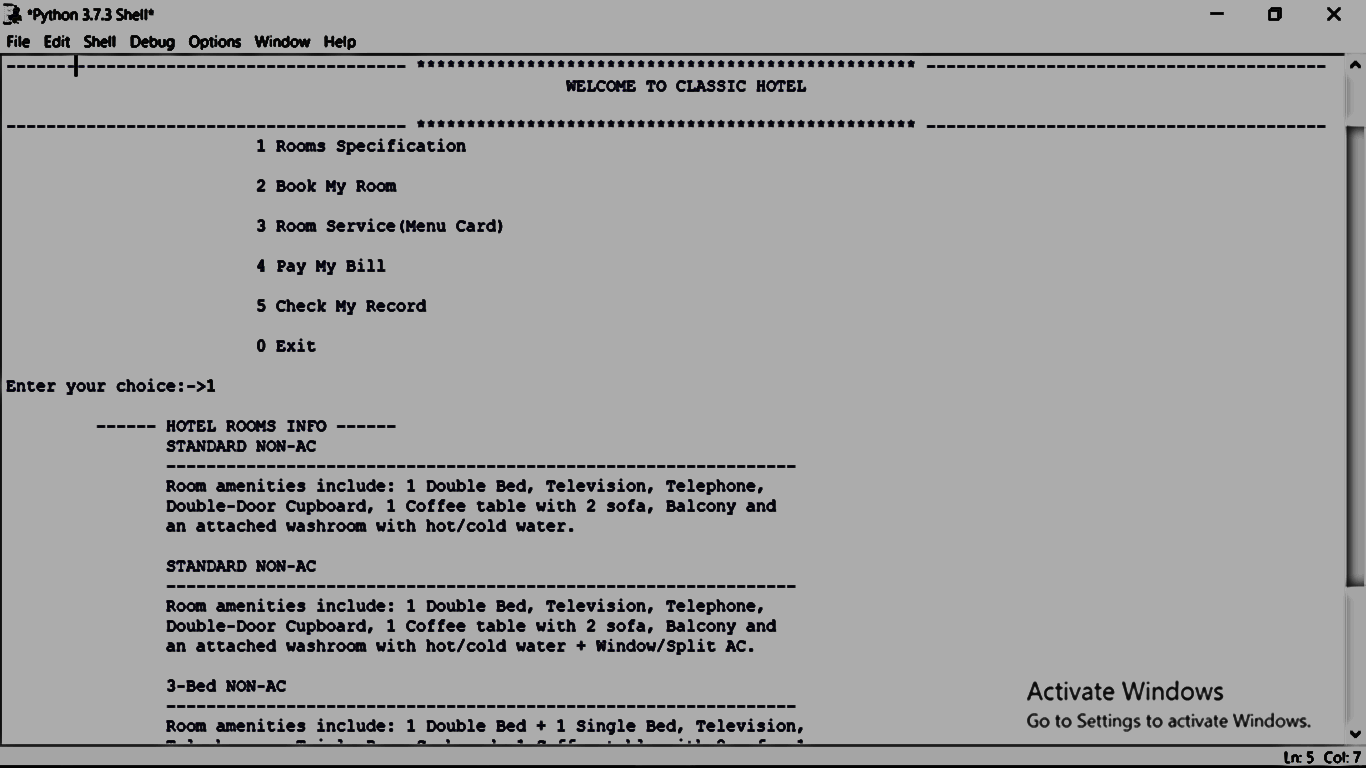 *Python 3.7.3 Shell*
File Edit Shell Debug Options Window Help
---------------------------------------- ************************************************** ----------------------------------------
WELCOME TO CLASSIC HOTEL
---------------------------------------- ************************************************** ----------------------------------------
1 Rooms Specification
2 Book My Room
3 Room Service(Menu Card)
4 Pay My Bill
5 Check My Record
0 Exit
Enter your choice:->1
------ HOTEL ROOMS INFO ------
STANDARD NON-AC
---------------------------------------------------------------
Room amenities include: 1 Double Bed, Television, Telephone,
Double-Door Cupboard, 1 Coffee table with 2 sofa, Balcony and
an attached washroom with hot/cold water.
STANDARD NON-AC
---------------------------------------------------------------
Room amenities include: 1 Double Bed, Television, Telephone,
Double-Door Cupboard, 1 Coffee table with 2 sofa, Balcony and
an attached washroom with hot/cold water + Window/Split AC.
3-Bed NON-AC
---------------------------------------------------------------
Room amenities include: 1 Double Bed + 1 Single Bed, Television,
Activate Windows
Go to Settings to activate Windows.
Ln: 5 Col: 7